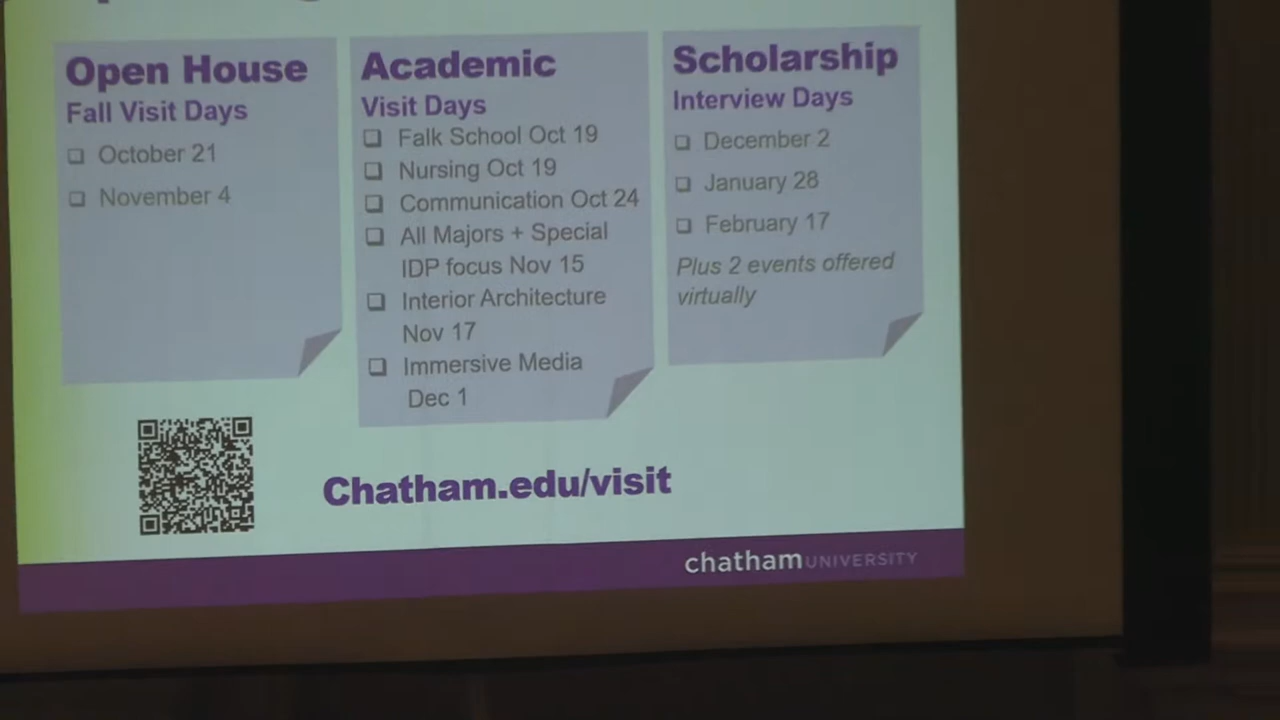 Open House
Fall Visit Days
October 21
November 4
Academic
Visit Days
Falk School Oct 19
Nursing Oct 19
Communication Oct 24
All Majors + Special
IDP focus Nov 15
Interior Architecture
Nov 17
Immersive Media
Dec 1
Scholarship
Interview Days
December 2
January 28
February 17
Plus 2 events offered
virtually
Chatham.edu/visit
chatham UNIVERSITY